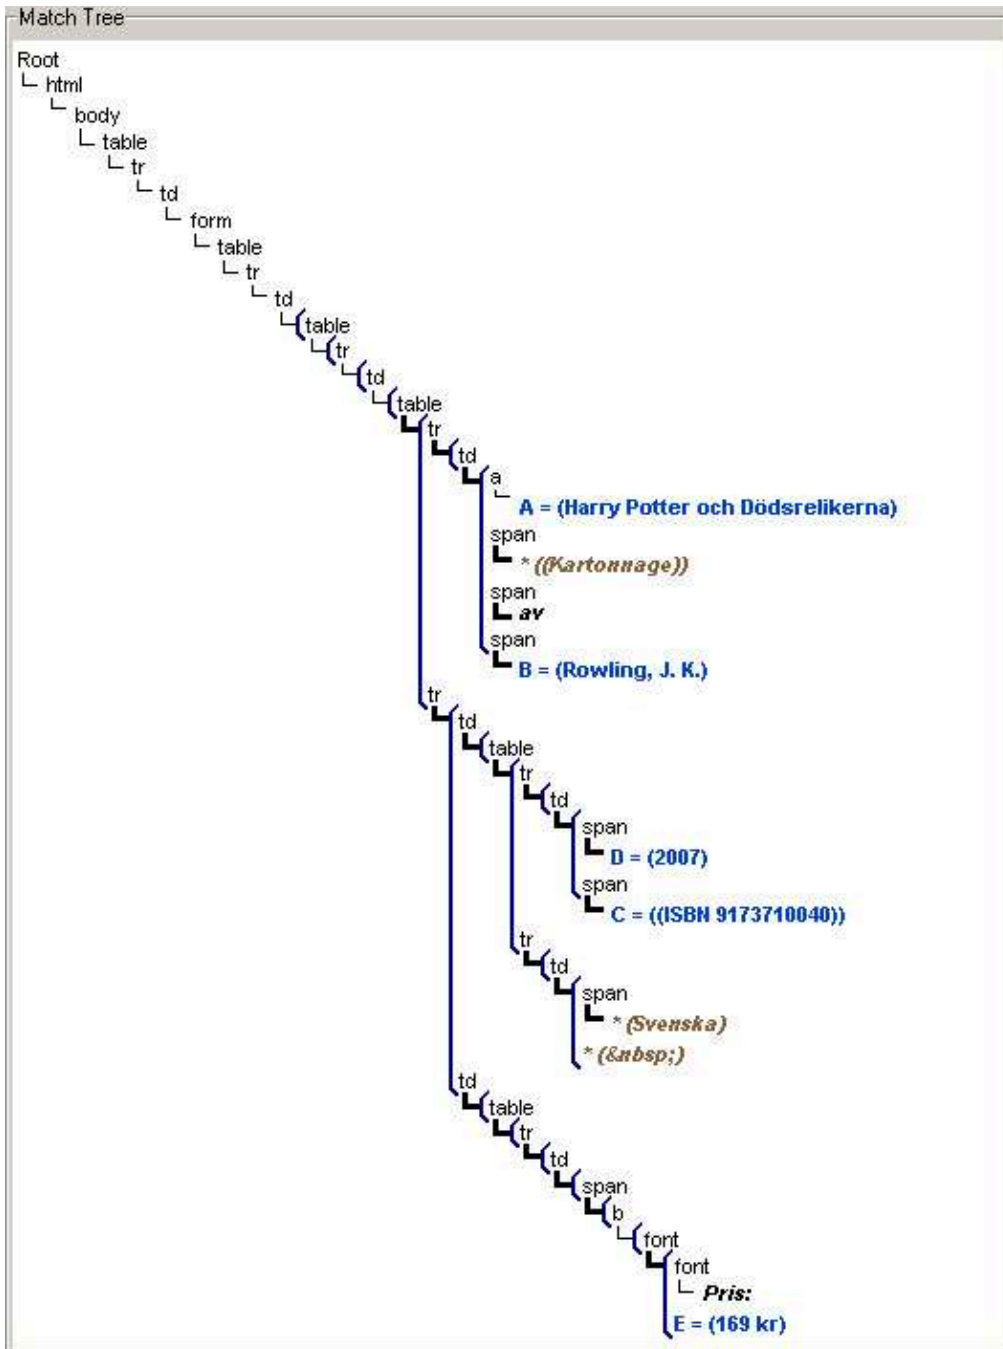 Match Tree
Root
html
body
table
tr
td
form
table
tr
td
table
tr
td
table
tr
td
a
A = (Harry Potter och Dödsrelikerna)
span
* ((Kartonnage))
span
av
span
B = (Rowling, J. K.)
tr
td
table
tr
td
span
D = (2007)
span
C = ((ISBN 9173710040))
tr
td
span
* (Svenska)
* (&nbsp;)
td
table
tr
td
span
b
font
font
Pris:
E = (169 kr)